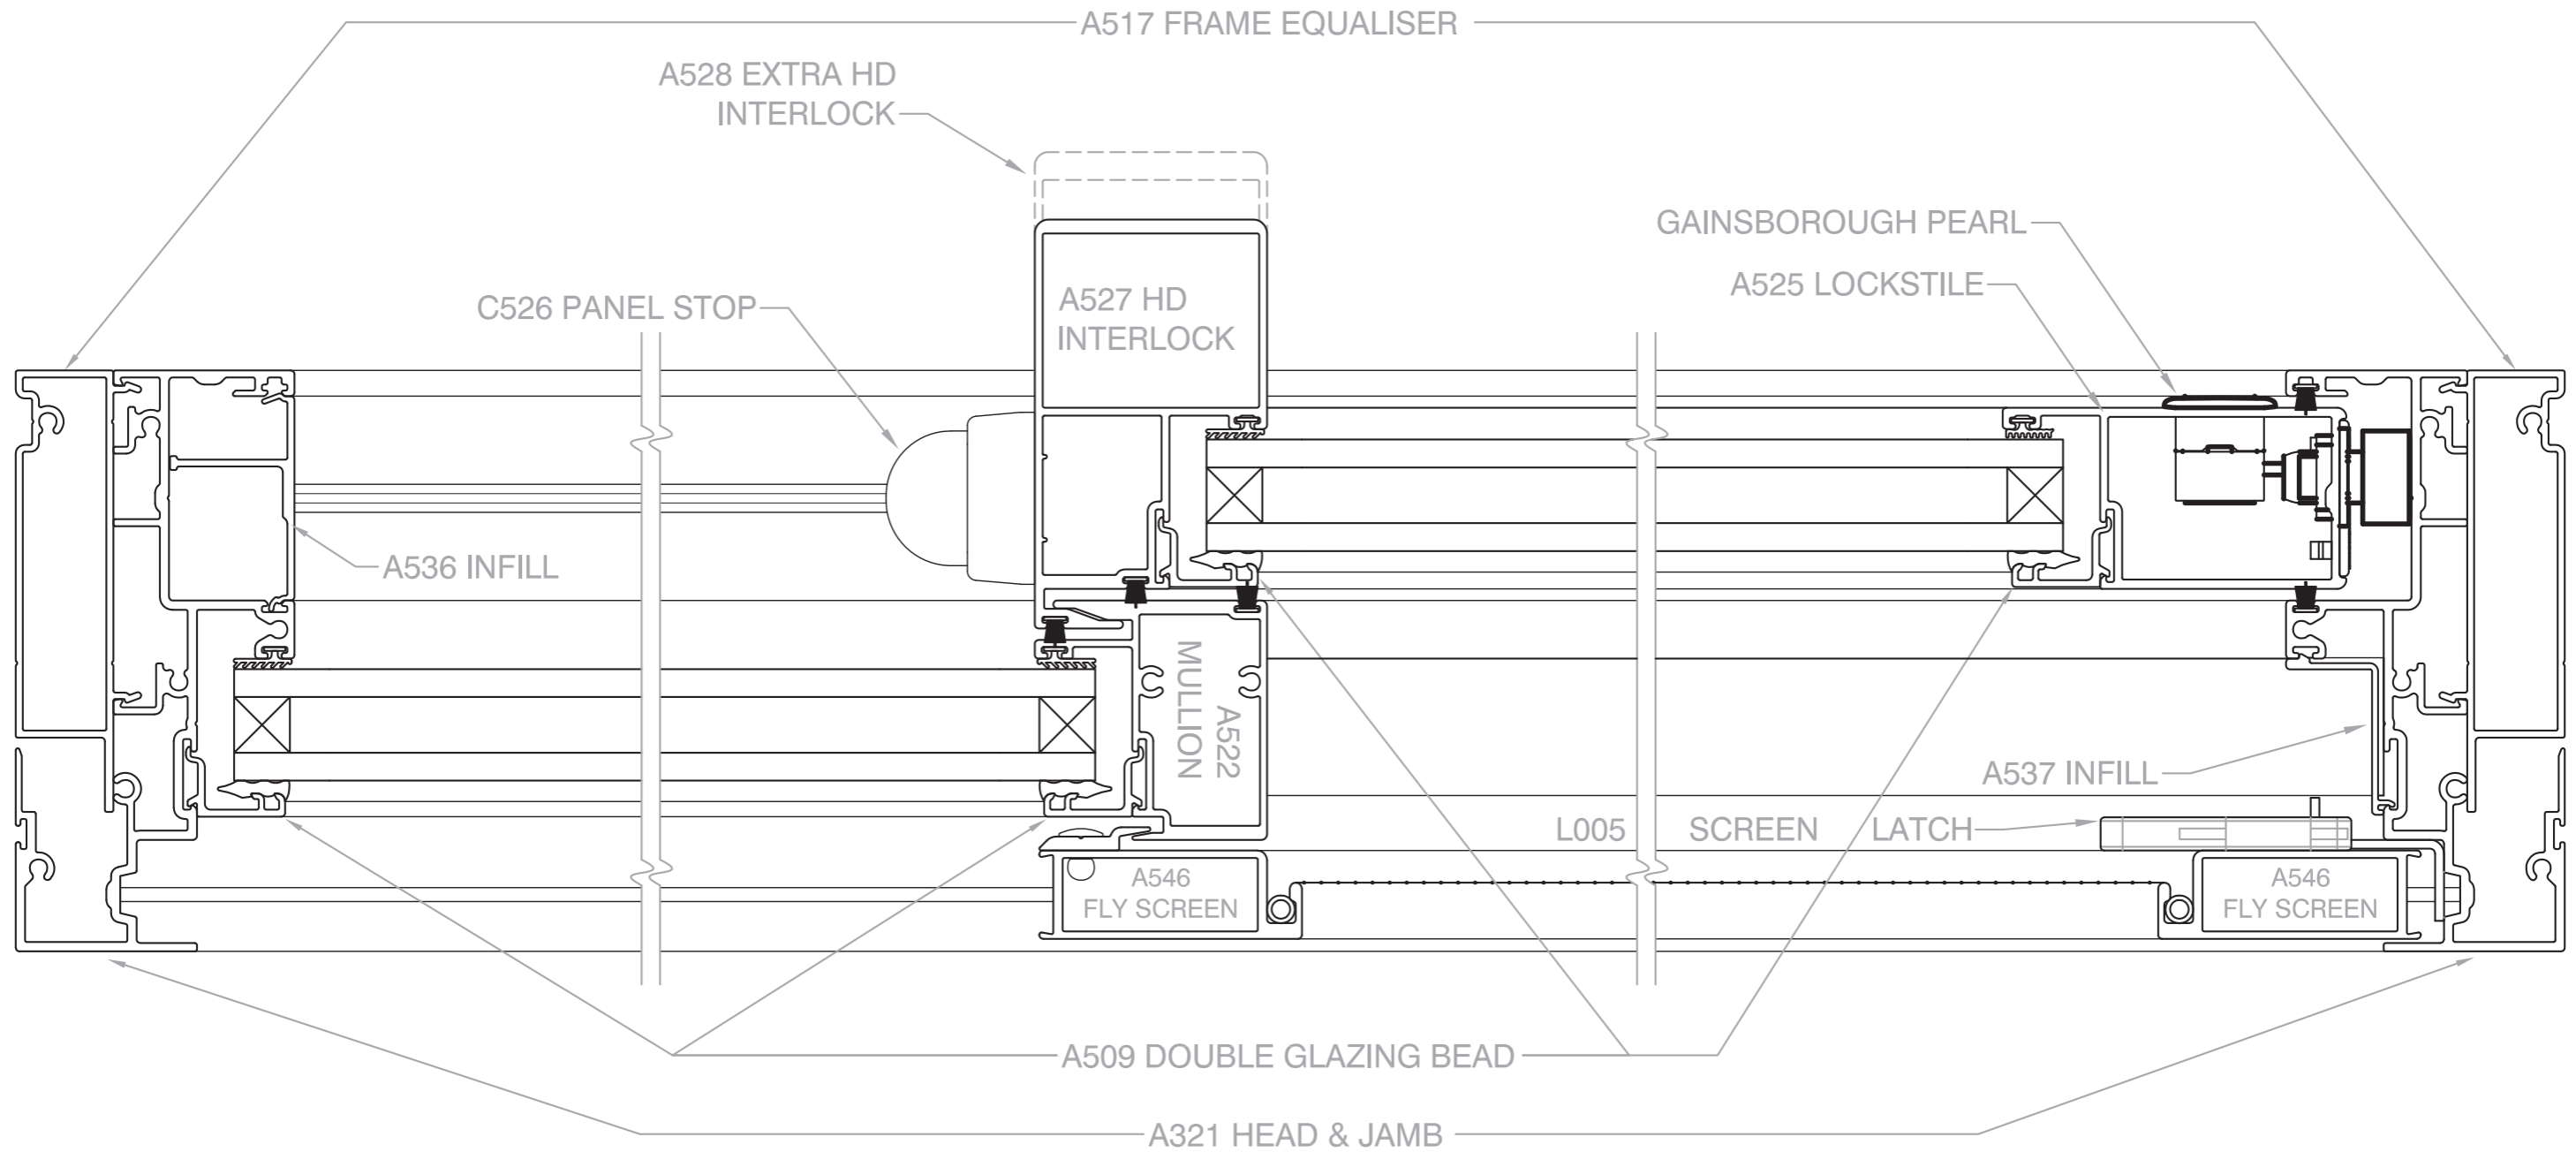 A517 FRAME EQUALISER
A528 EXTRA HD
INTERLOCK
GAINSBOROUGH PEARL
A525 LOCKSTILE
C526 PANEL STOP
A527 HD
INTERLOCK
A536 INFILL
A522
MULLION
A537 INFILL
L005 SCREEN LATCH
A546
FLY SCREEN
A546
FLY SCREEN
A509 DOUBLE GLAZING BEAD
A321 HEAD & JAMB